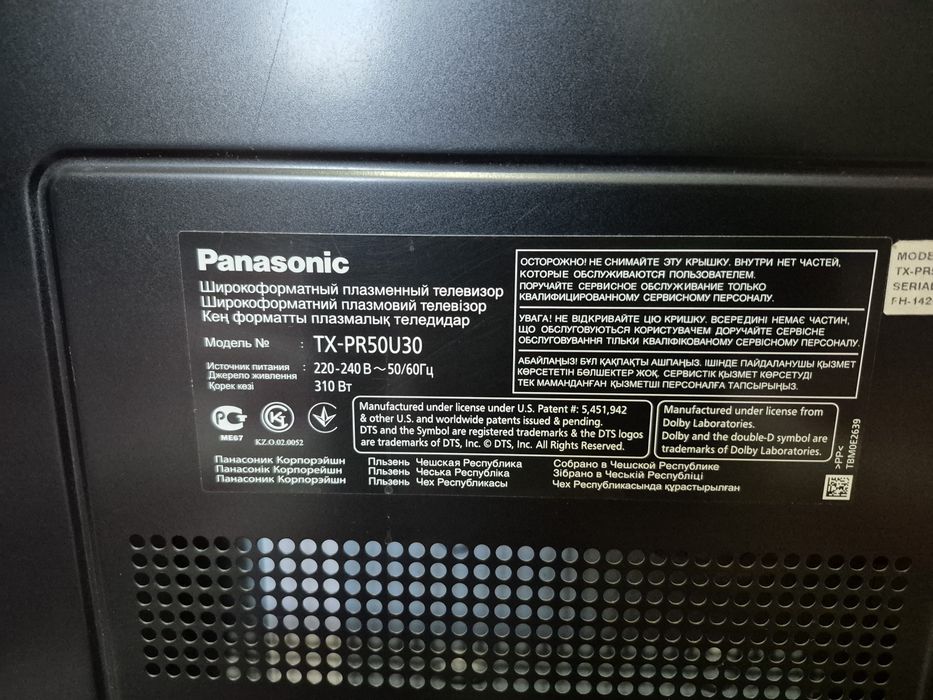 Panasonic
Широкоформатный плазменный телевизор
Широкоформатний плазмовий телевізор
Кең форматты плазмалық теледидар
Модель № : TX-PR50U30
Источник питания
Джерело живлення : 220-240 В ~ 50/60Гц
Қорек көзі 310 Вт
ME67
KZ.O.02.0052
ОСТОРОЖНО! НЕ СНИМАЙТЕ ЭТУ КРЫШКУ. ВНУТРИ НЕТ ЧАСТЕЙ,
КОТОРЫЕ ОБСЛУЖИВАЮТСЯ ПОЛЬЗОВАТЕЛЕМ.
ПОРУЧАЙТЕ СЕРВИСНОЕ ОБСЛУЖИВАНИЕ ТОЛЬКО
КВАЛИФИЦИРОВАННОМУ СЕРВИСНОМУ ПЕРСОНАЛУ.
УВАГА! НЕ ВІДКРИВАЙТЕ ЦЮ КРИШКУ. ВСЕРЕДИНІ НЕМАЄ ЧАСТИН,
ЩО ОБСЛУГОВУЮТЬСЯ КОРИСТУВАЧЕМ ДОРУЧАЙТЕ СЕРВІСНЕ
ОБСЛУГОВУВАННЯ ТІЛЬКИ КВАЛІФІКОВАНОМУ СЕРВІСНОМУ ПЕРСОНАЛУ.
АБАЙЛАҢЫЗ! БҰЛ ҚАҚПАҚТЫ АШПАҢЫЗ. ІШІНДЕ ПАЙДАЛАНУШЫ ҚЫЗМЕТ
КӨРСЕТЕТІН БӨЛШЕКТЕР ЖОҚ. СЕРВИСТІК ҚЫЗМЕТ КӨРСЕТУДІ
ТЕК МАМАНДАНҒАН ҚЫЗМЕТШІ ПЕРСОНАЛҒА ТАПСЫРЫҢЫЗ.
Manufactured under license under U.S. Patent #: 5,451,942
& other U.S. and worldwide patents issued & pending.
DTS and the Symbol are registered trademarks & the DTS logos
are trademarks of DTS, Inc. © DTS, Inc. All Rights Reserved.
Manufactured under license from
Dolby Laboratories.
Dolby and the double-D symbol are
trademarks of Dolby Laboratories.
Панасоник Корпорэйшн Пльзень Чешская Республика Собрано в Чешской Республике
Панасонік Корпорейшн Пльзень Чеська Республіка Зібрано в Чеській Республіці
Панасоник Корпорэйшн Пльзень Чех Республикасы Чех Республикасында құрастырылған
>PP<
TBM0E2639
MODE
TX-PR5
SERIAL
FH-142